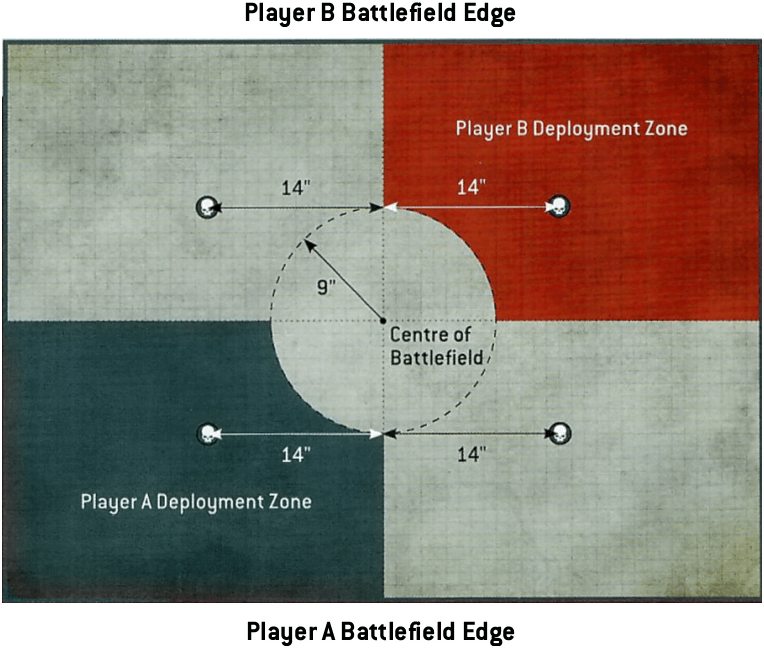 Player B Battlefield Edge
Player B Deployment Zone
14"
14"
9"
Centre of
Battlefield
14"
14"
Player A Deployment Zone
Player A Battlefield Edge